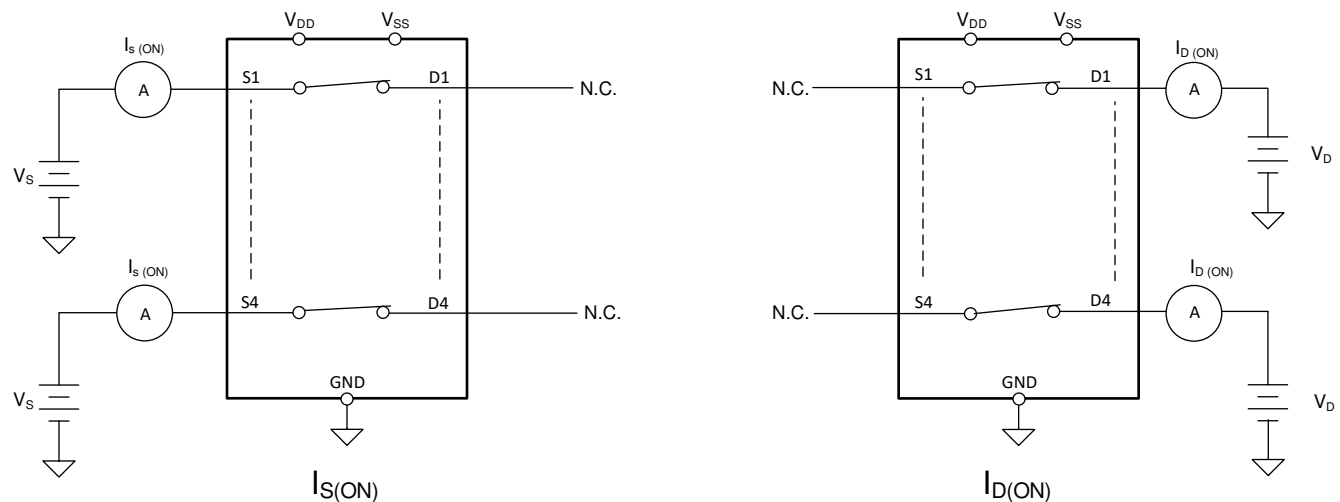 VDD VSS
IS (ON)
A
S1 D1 N.C.
VS
IS (ON)
A
S4 D4 N.C.
VS
GND
IS(ON)
VDD VSS
ID (ON)
N.C. S1 D1 A
VD
ID (ON)
N.C. S4 D4 A
VD
GND
ID(ON)